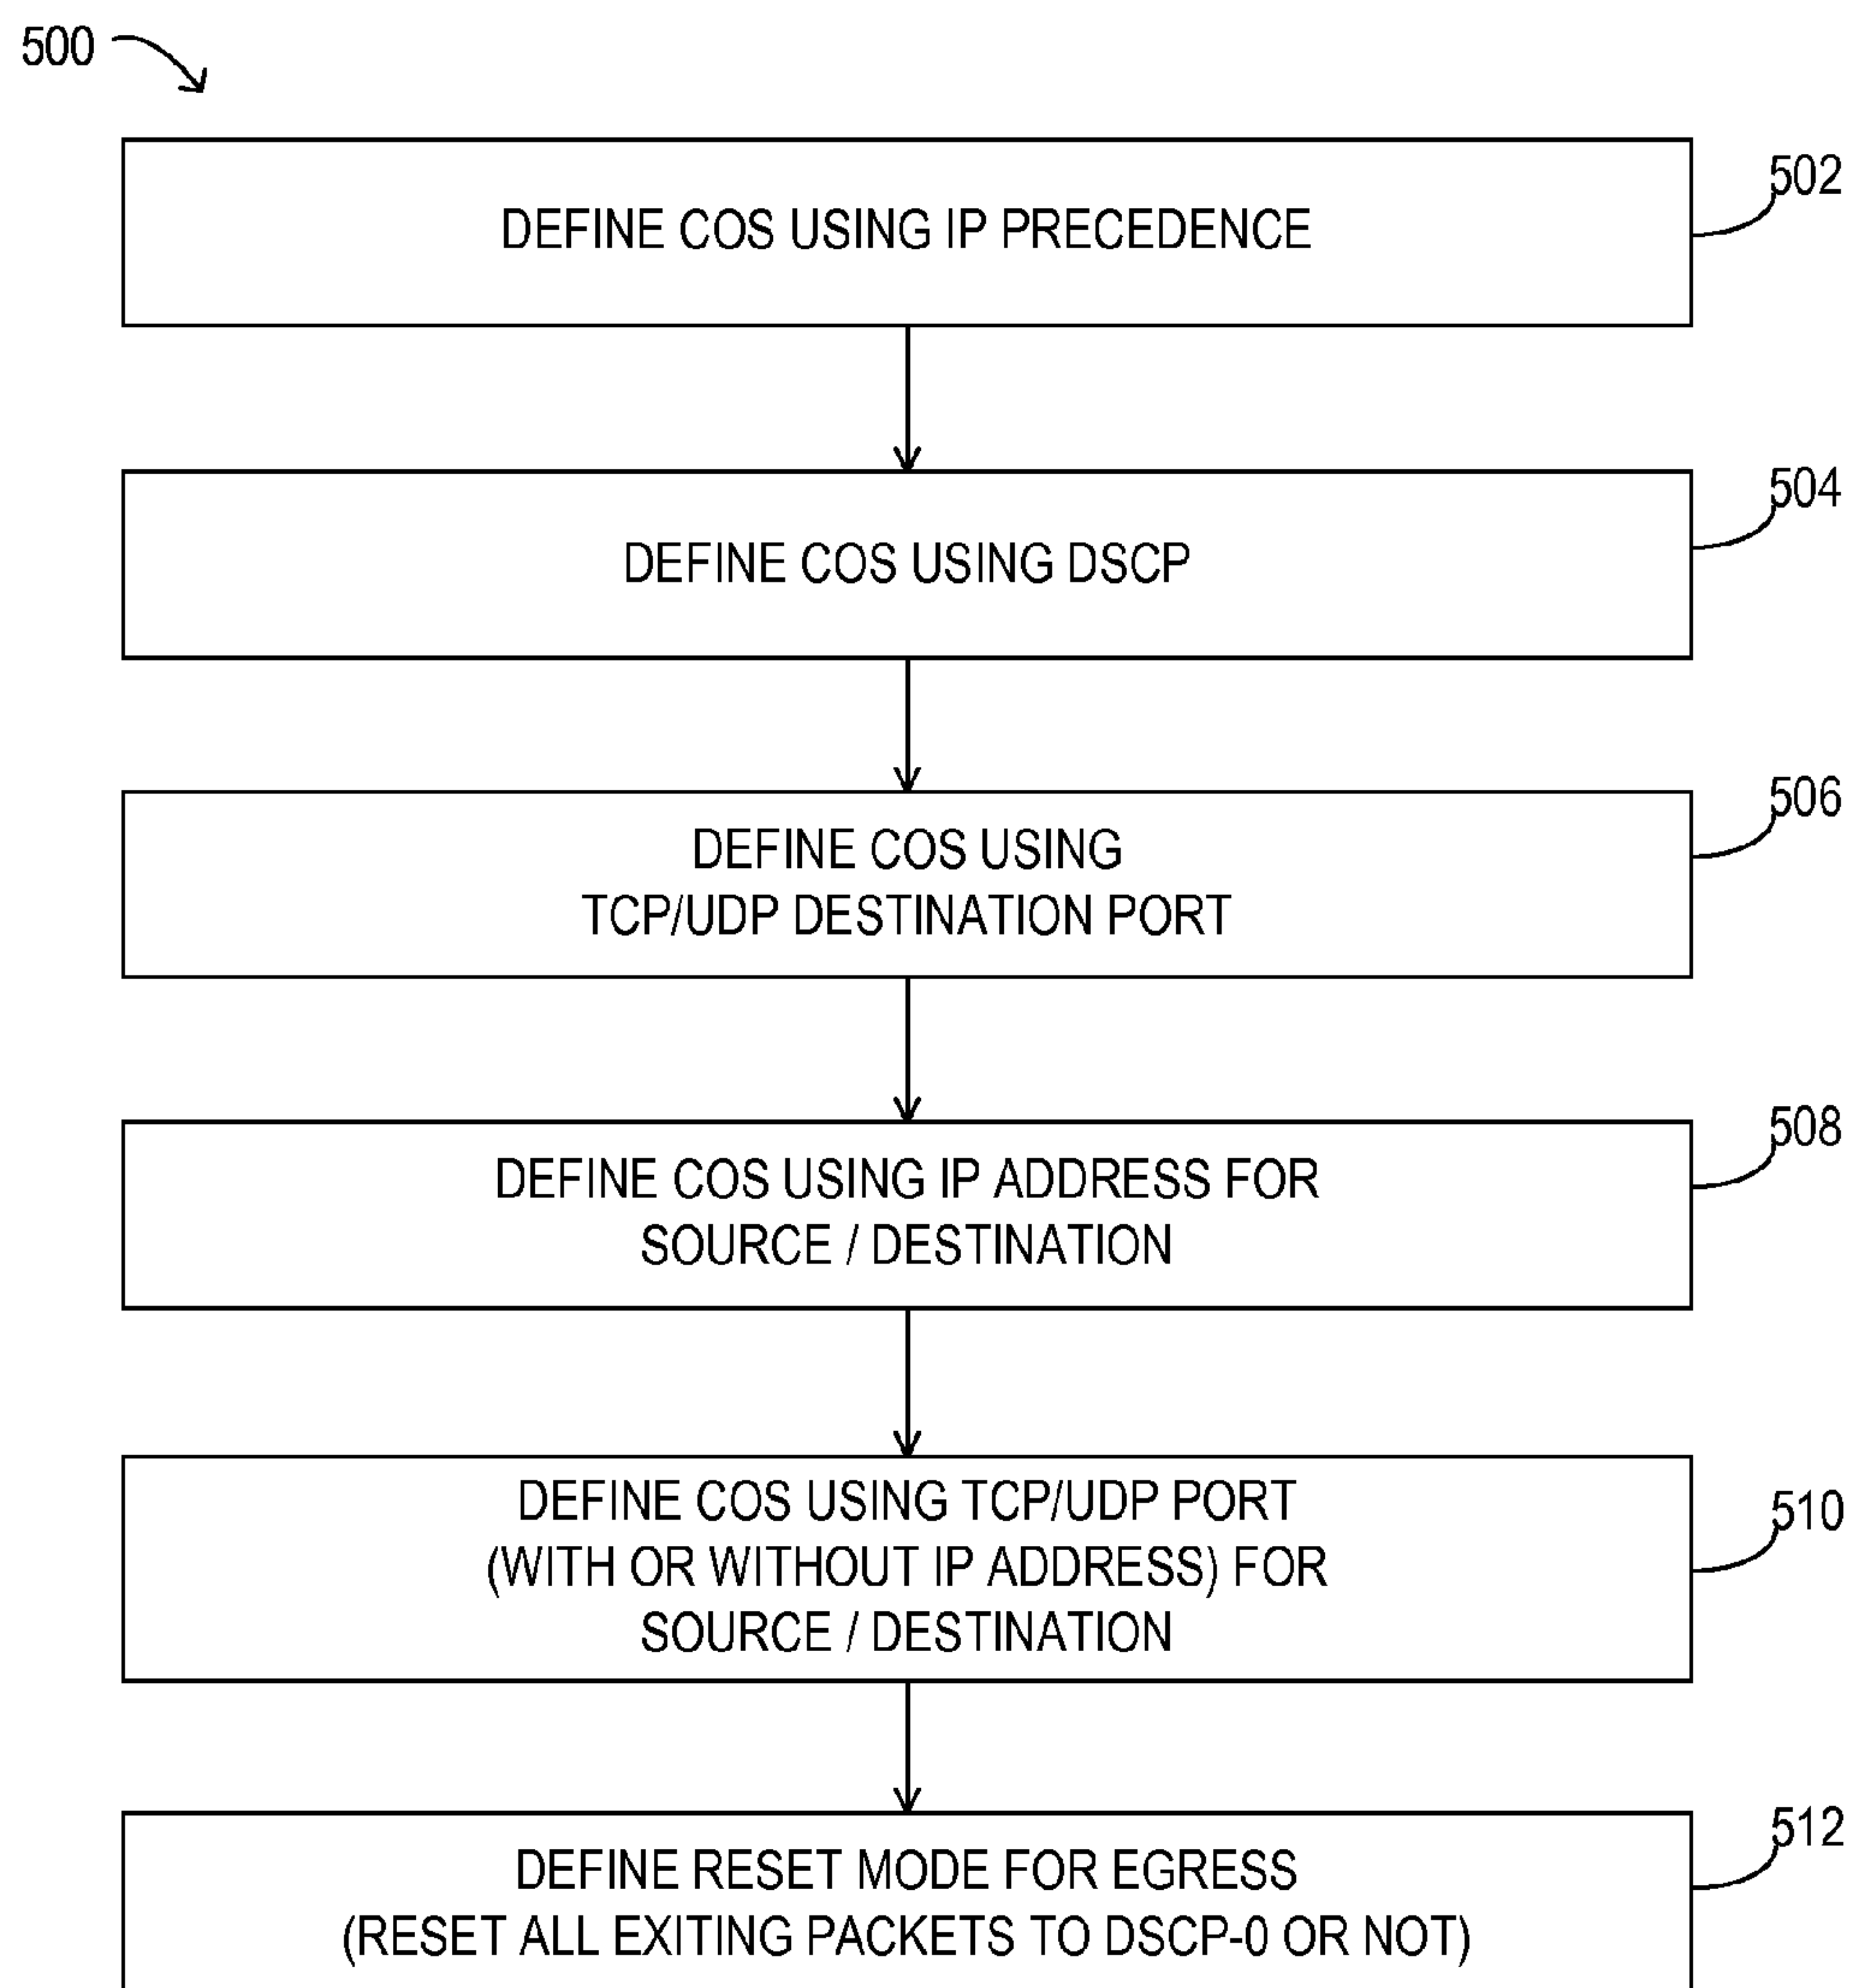 500
DEFINE COS USING IP PRECEDENCE
502
DEFINE COS USING DSCP
504
DEFINE COS USING
TCP/UDP DESTINATION PORT
506
DEFINE COS USING IP ADDRESS FOR
SOURCE / DESTINATION
508
DEFINE COS USING TCP/UDP PORT
(WITH OR WITHOUT IP ADDRESS) FOR
SOURCE / DESTINATION
510
DEFINE RESET MODE FOR EGRESS
(RESET ALL EXITING PACKETS TO DSCP-0 OR NOT)
512